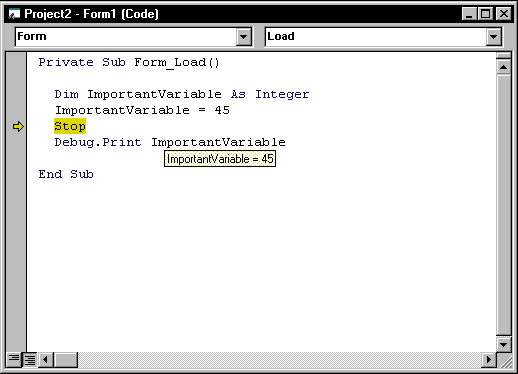 Project2 - Form1 (Code)
Form Load
Private Sub Form_Load()
Dim ImportantVariable As Integer
ImportantVariable = 45
Stop
Debug.Print ImportantVariable
ImportantVariable = 45
End Sub